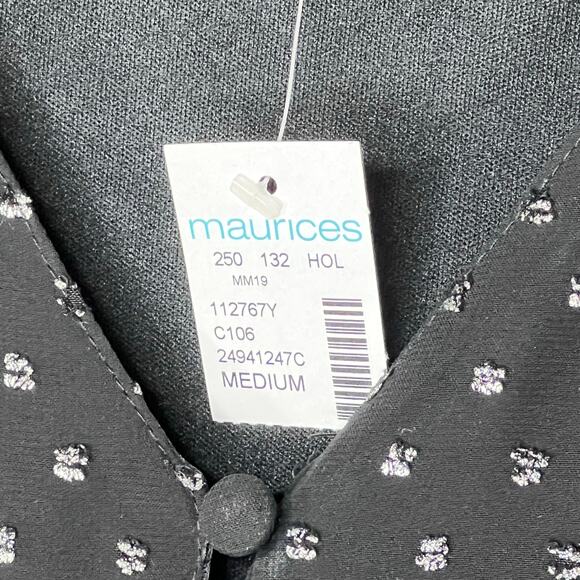 maurices
250 132 HOL
MM19
112767Y
C106
24941247C
MEDIUM